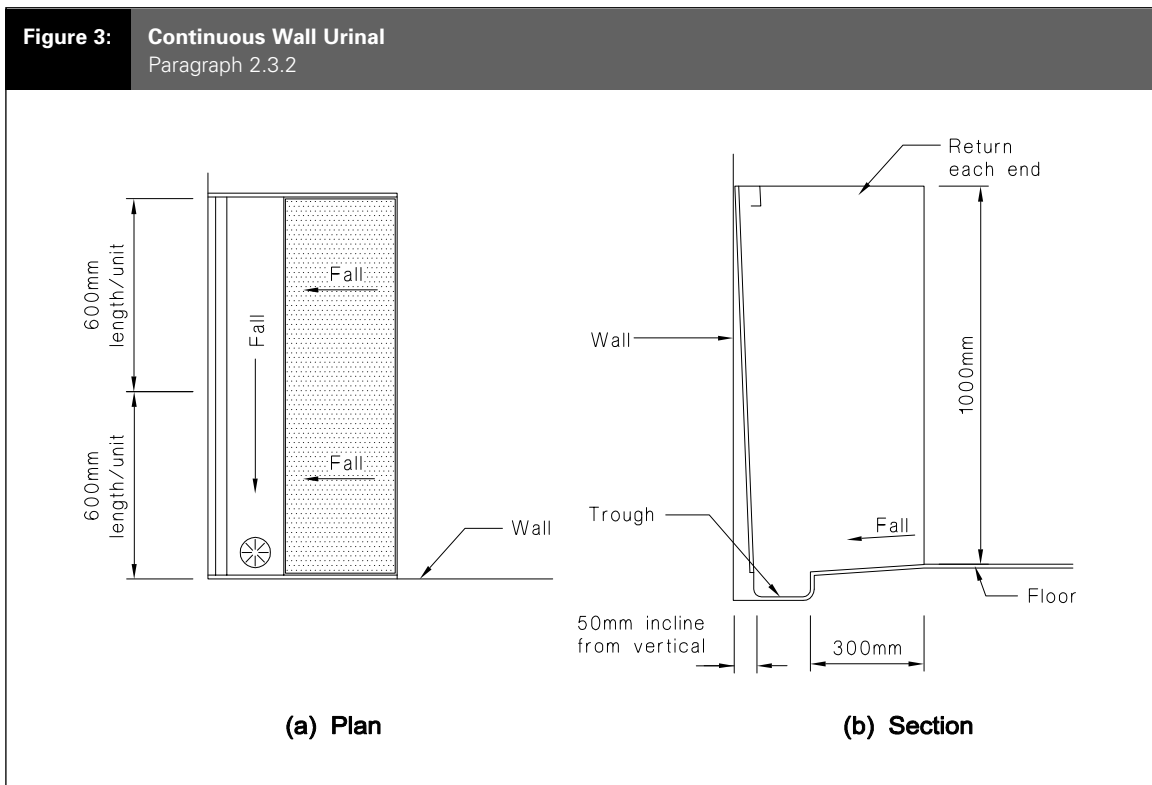 Figure 3:
Continuous Wall Urinal
Paragraph 2.3.2
600mm
length/unit
600mm
length/unit
Fall
Fall
Fall
Wall
(a) Plan
Return
each end
Wall
1000mm
Trough
Fall
Floor
50mm incline
from vertical
300mm
(b) Section